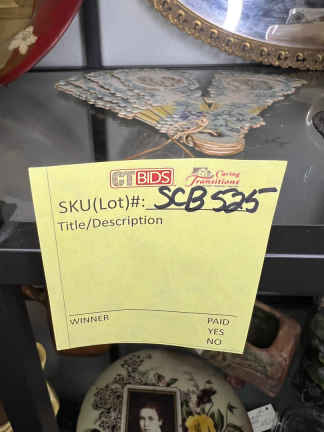 CTBIDS Caring Transitions
SKU(Lot)#: SCB 525
Title/Description
WINNER PAID
YES
NO